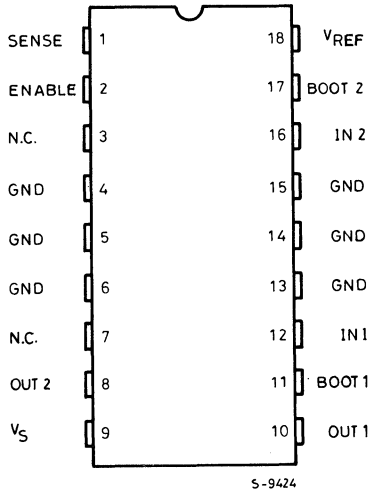 SENSE 1 18 VREF
ENABLE 2 17 BOOT 2
N.C. 3 16 IN 2
GND 4 15 GND
GND 5 14 GND
GND 6 13 GND
N.C. 7 12 IN1
OUT 2 8 11 BOOT 1
VS 9 10 OUT 1
S-9424